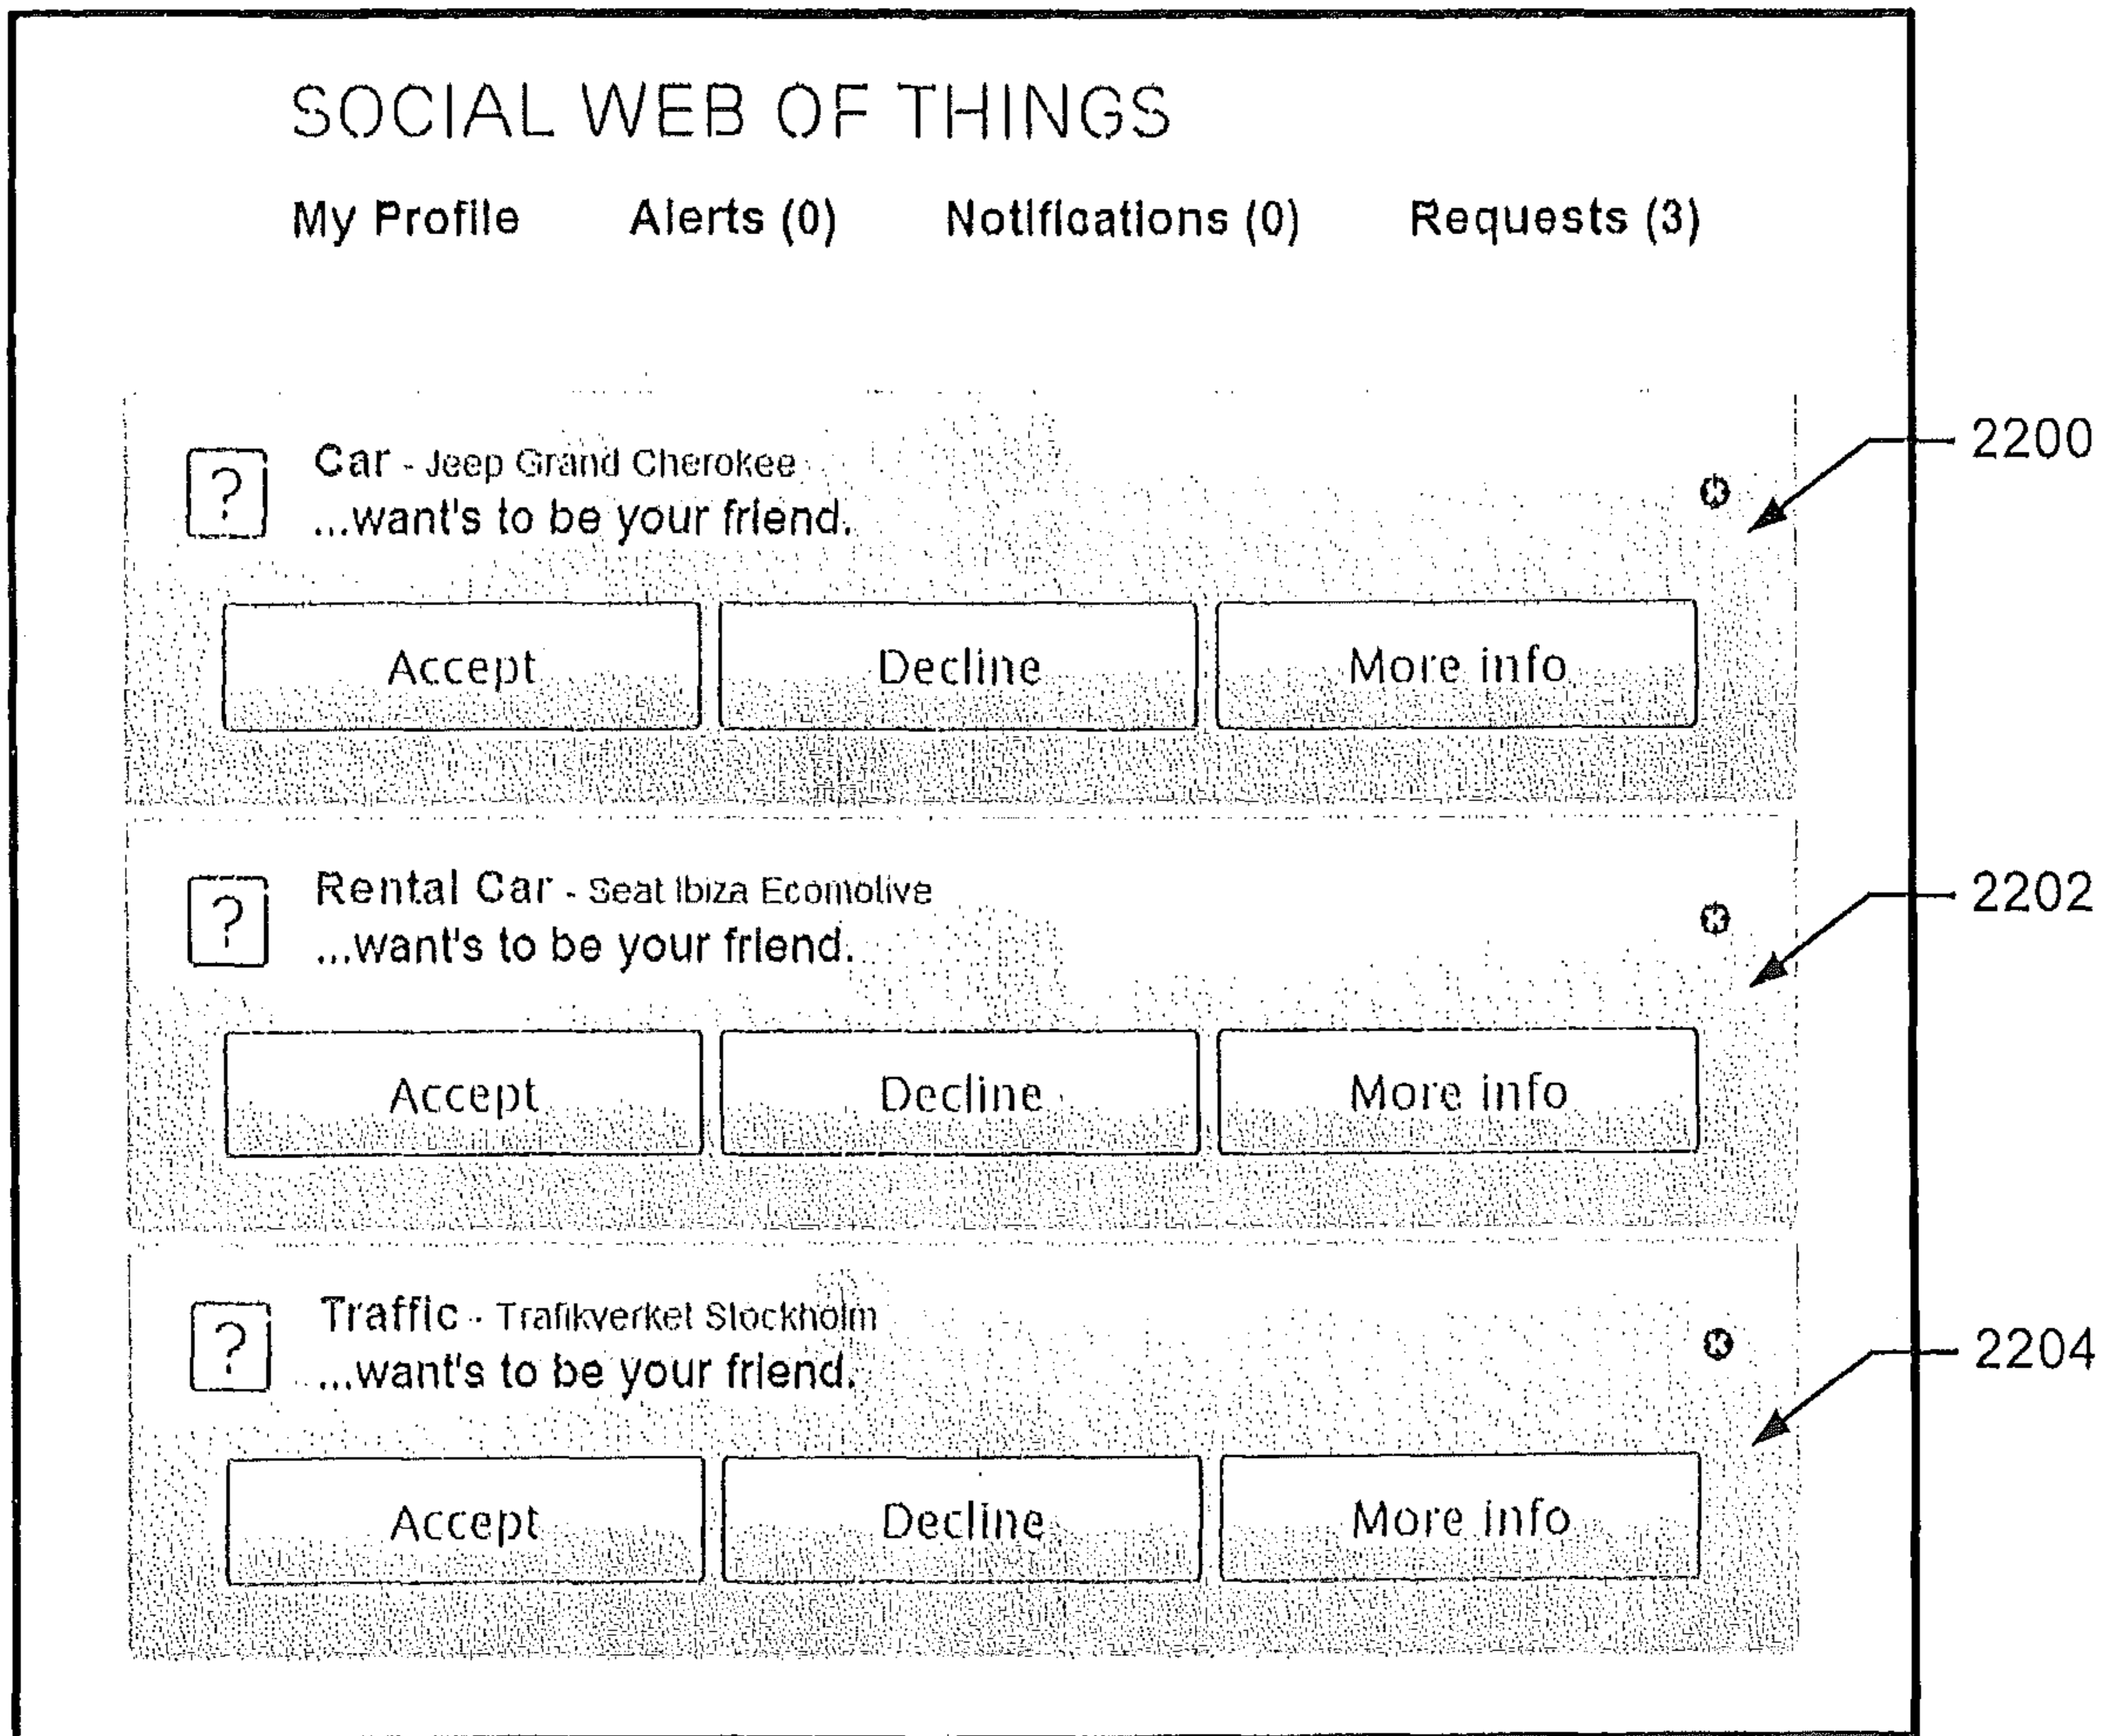 SOCIAL WEB OF THINGS
My Profile Alerts (0) Notifications (0) Requests (3)
? Car - Jeep Grand Cherokee
...want's to be your friend.
2200
Accept Decline More info
? Rental Car - Seat Ibiza Ecomotive
...want's to be your friend.
2202
Accept Decline More info
? Traffic - Trafikverket Stockholm
...want's to be your friend.
2204
Accept Decline More info